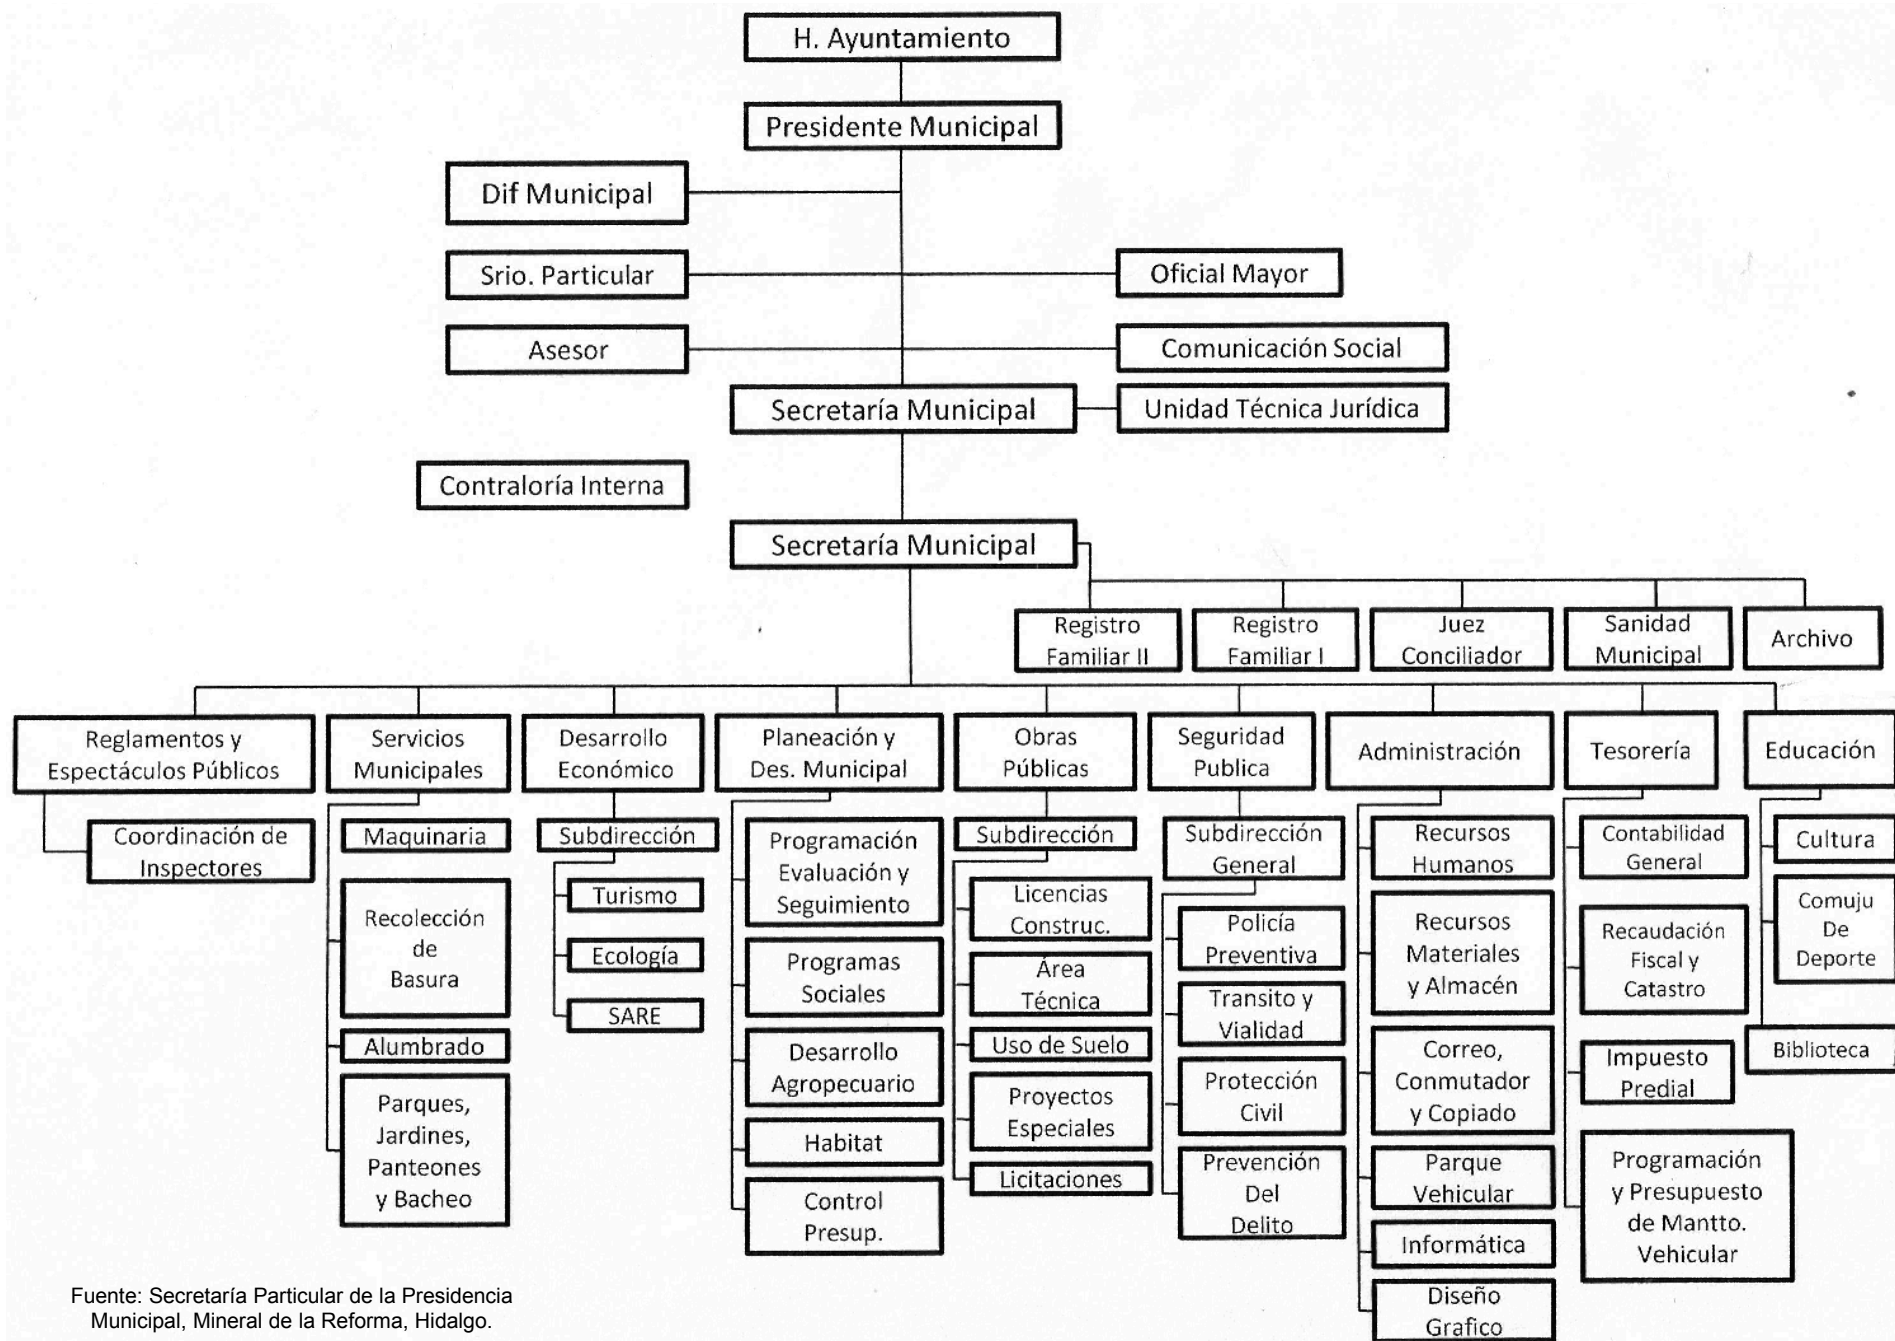 H. Ayuntamiento
Presidente Municipal
Dif Municipal
Srio. Particular
Oficial Mayor
Asesor
Comunicación Social
Secretaría Municipal
Unidad Técnica Jurídica
Contraloría Interna
Secretaría Municipal
Registro
Familiar II
Registro
Familiar I
Juez
Conciliador
Sanidad
Municipal
Archivo
Reglamentos y
Espectáculos Públicos
Servicios
Municipales
Desarrollo
Económico
Planeación y
Des. Municipal
Obras
Públicas
Seguridad
Publica
Administración
Tesorería
Educación
Coordinación de
Inspectores
Maquinaria
Recolección
de
Basura
Alumbrado
Parques,
Jardines,
Panteones
y Bacheo
Subdirección
Turismo
Ecología
SARE
Programación
Evaluación y
Seguimiento
Programas
Sociales
Desarrollo
Agropecuario
Habitat
Control
Presup.
Subdirección
Licencias
Construc.
Área
Técnica
Uso de Suelo
Proyectos
Especiales
Licitaciones
Subdirección
General
Policía
Preventiva
Transito y
Vialidad
Protección
Civil
Prevención
Del
Delito
Recursos
Humanos
Recursos
Materiales
y Almacén
Correo,
Conmutador
y Copiado
Parque
Vehicular
Informática
Diseño
Grafico
Contabilidad
General
Recaudación
Fiscal y
Catastro
Impuesto
Predial
Programación
y Presupuesto
de Mantto.
Vehicular
Cultura
Comuju
De
Deporte
Biblioteca
Fuente: Secretaría Particular de la Presidencia
Municipal, Mineral de la Reforma, Hidalgo.